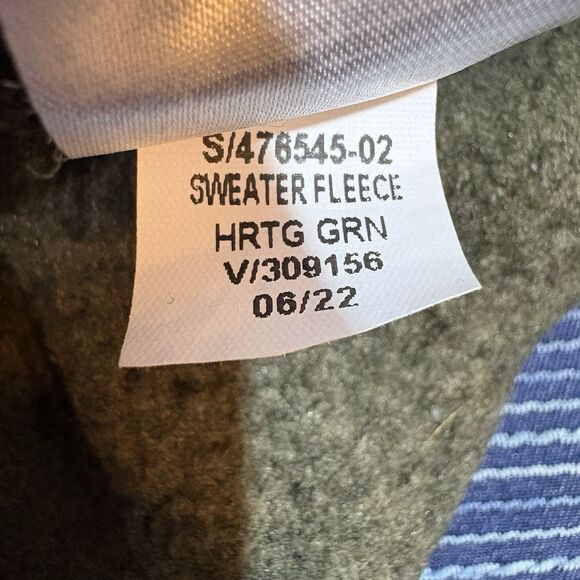 S/476545-02
SWEATER FLEECE
HRTG GRN
V/309156
06/22